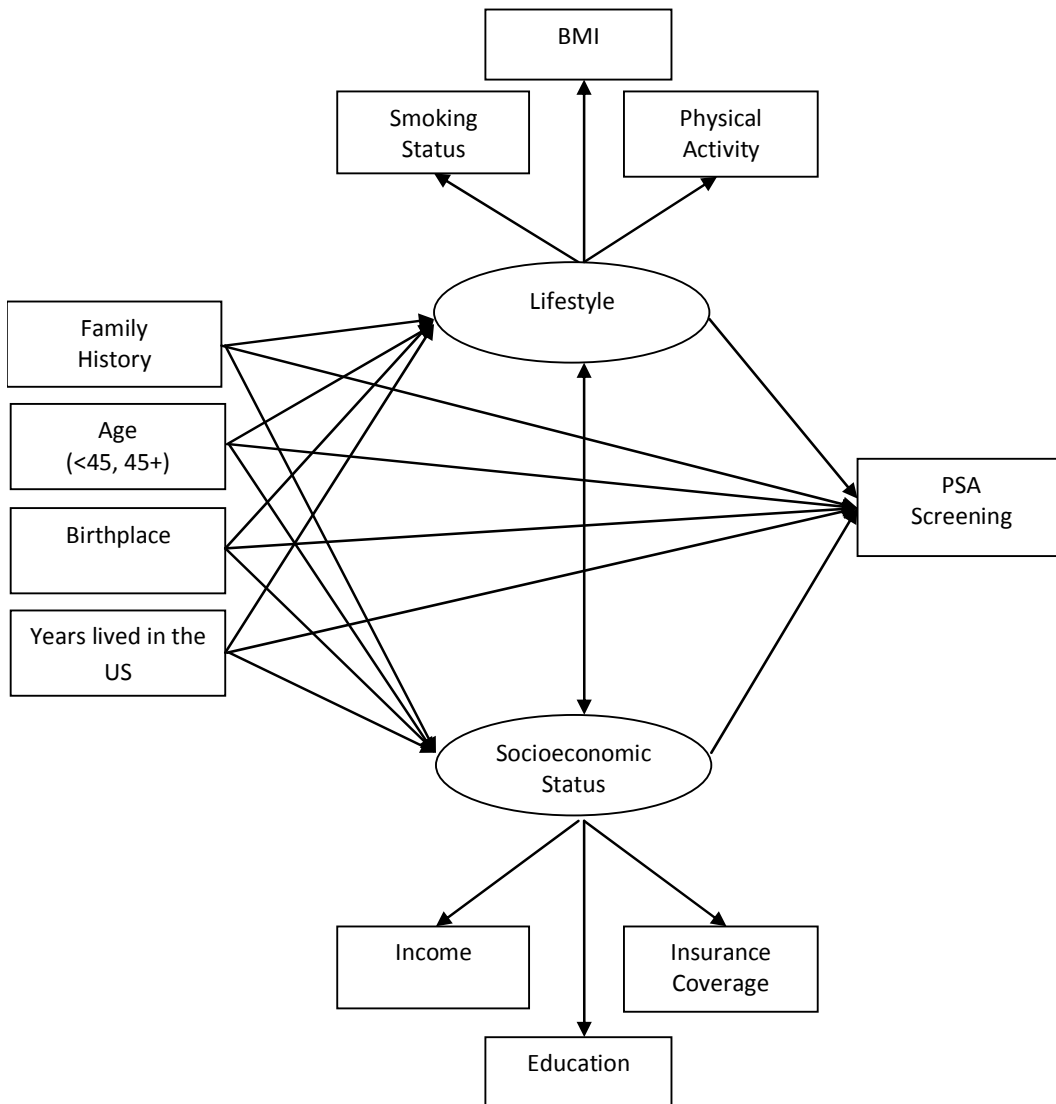 BMI
Smoking
Status
Physical
Activity
Lifestyle
Family
History
Age
(<45, 45+)
Birthplace
Years lived in the
US
PSA
Screening
Socioeconomic
Status
Income
Insurance
Coverage
Education